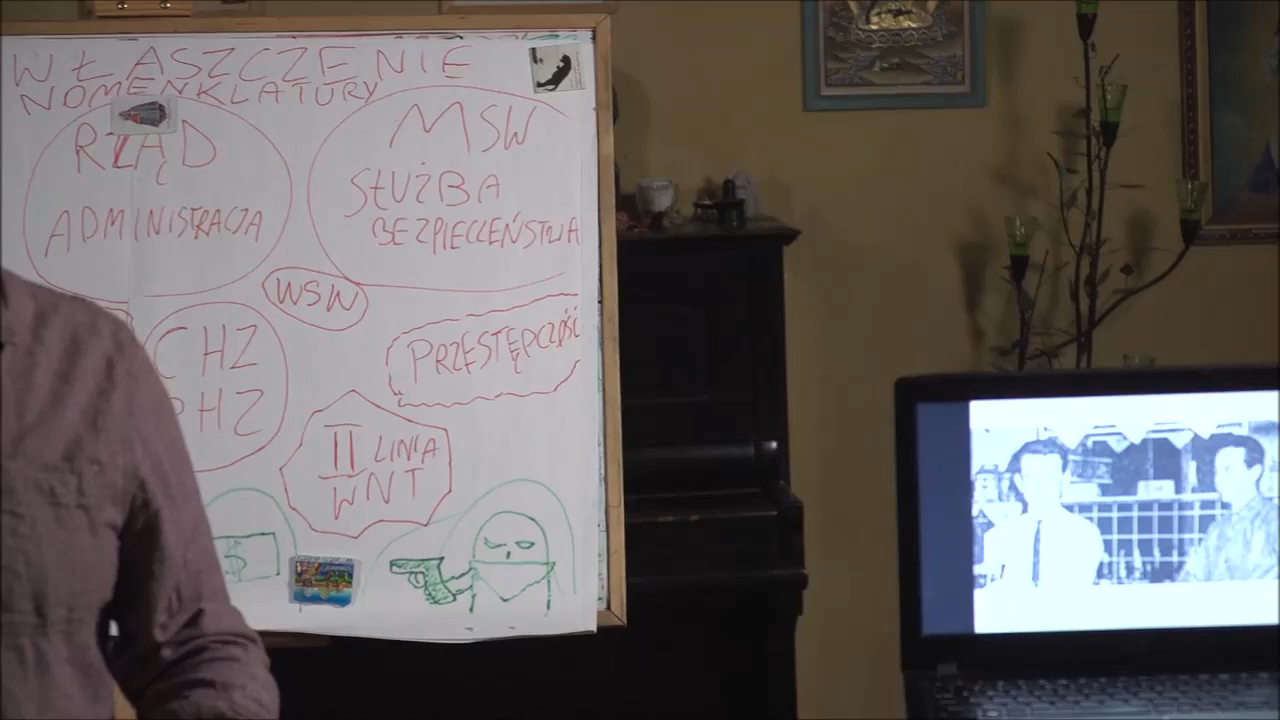 WŁASZCZENIE
NOMENKLATURY
RZĄD
ADMINISTRACJA
MSW
SŁUŻBA
BEZPIECZEŃSTWA
WSW
CHZ
PHZ
PRZESTĘPCZOŚĆ
II LINIA
WNT
$